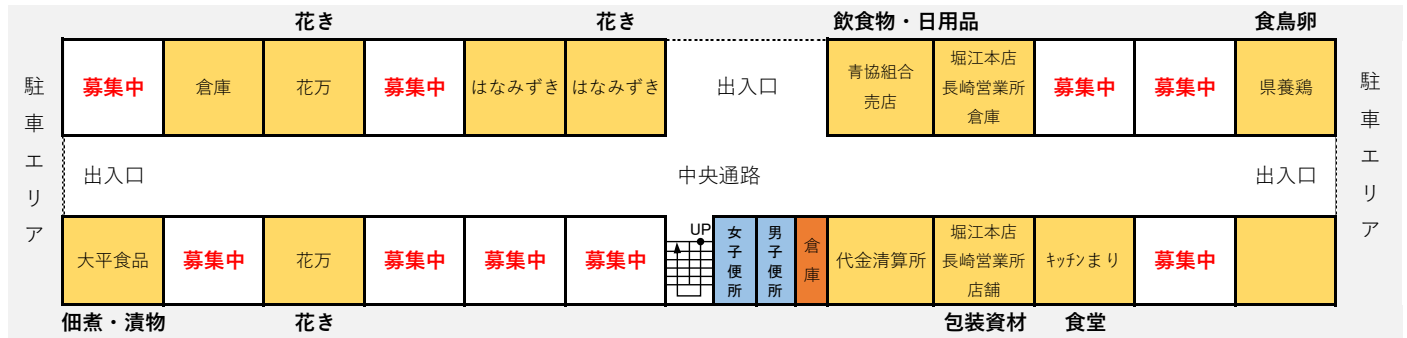 花き
花き
飲食物・日用品
食鳥卵
駐車エリア
募集中
倉庫
花万
募集中
はなみずき
はなみずき
出入口
青協組合
売店
堀江本店
長崎営業所
倉庫
募集中
募集中
県養鶏
駐車エリア
出入口
中央通路
出入口
大平食品
募集中
花万
募集中
募集中
募集中
UP
女子便所
男子便所
倉庫
代金清算所
堀江本店
長崎営業所
店舗
ｷｯﾁﾝまり
募集中
佃煮・漬物
花き
包装資材
食堂